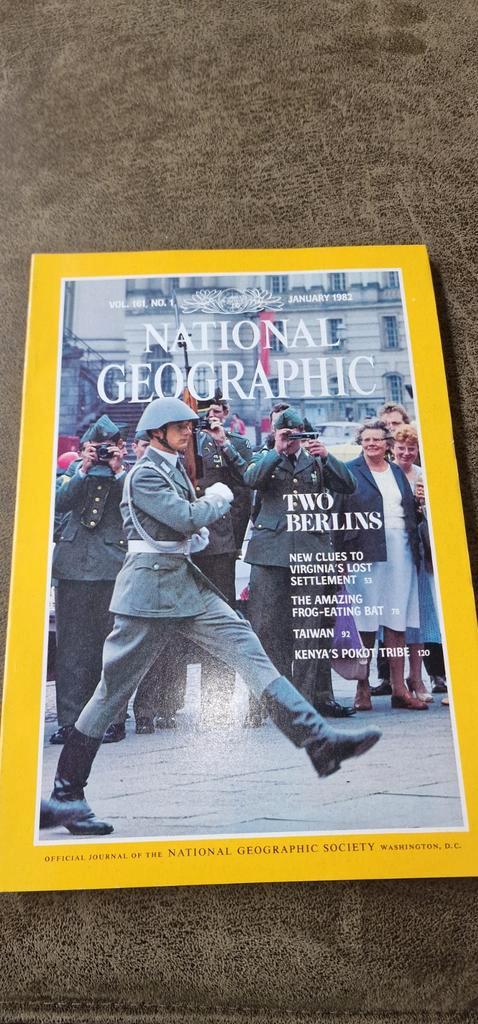 VOL. 161, NO. 1
JANUARY 1982
NATIONAL
GEOGRAPHIC
TWO
BERLINS
NEW CLUES TO
VIRGINIA'S LOST
SETTLEMENT 53
THE AMAZING
FROG-EATING BAT 78
TAIWAN 92
KENYA'S POKOT TRIBE 120
OFFICIAL JOURNAL OF THE NATIONAL GEOGRAPHIC SOCIETY WASHINGTON, D.C.